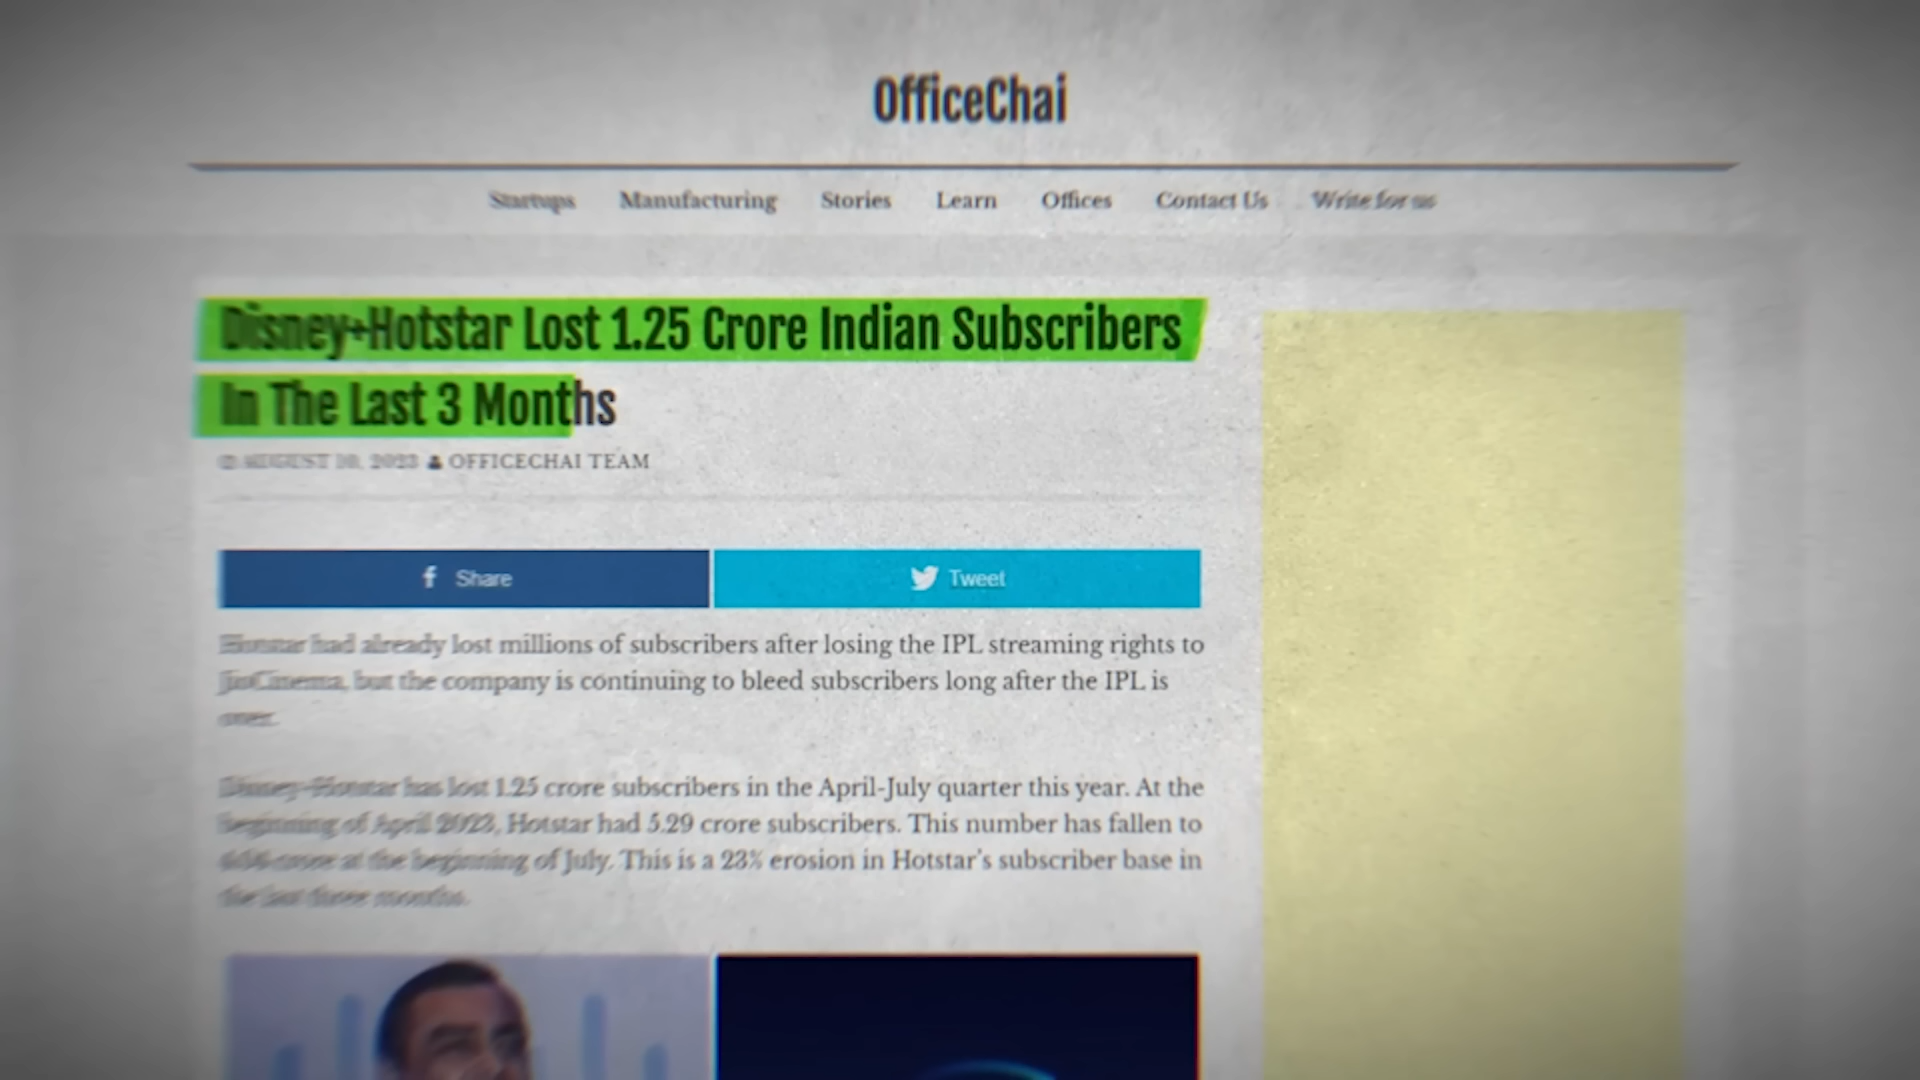 OfficeChai
Startups Manufacturing Stories Learn Offices Contact Us Write for us
Disney+Hotstar Lost 1.25 Crore Indian Subscribers
In The Last 3 Months
AUGUST 10, 2023 OFFICECHAI TEAM
Share
Tweet
Hotstar had already lost millions of subscribers after losing the IPL streaming rights to
JioCinema, but the company is continuing to bleed subscribers long after the IPL is
over.
Disney+Hotstar has lost 1.25 crore subscribers in the April-July quarter this year. At the
beginning of April 2023, Hotstar had 5.29 crore subscribers. This number has fallen to
crore at the beginning of July. This is a 23% erosion in Hotstar's subscriber base in
the last three months.